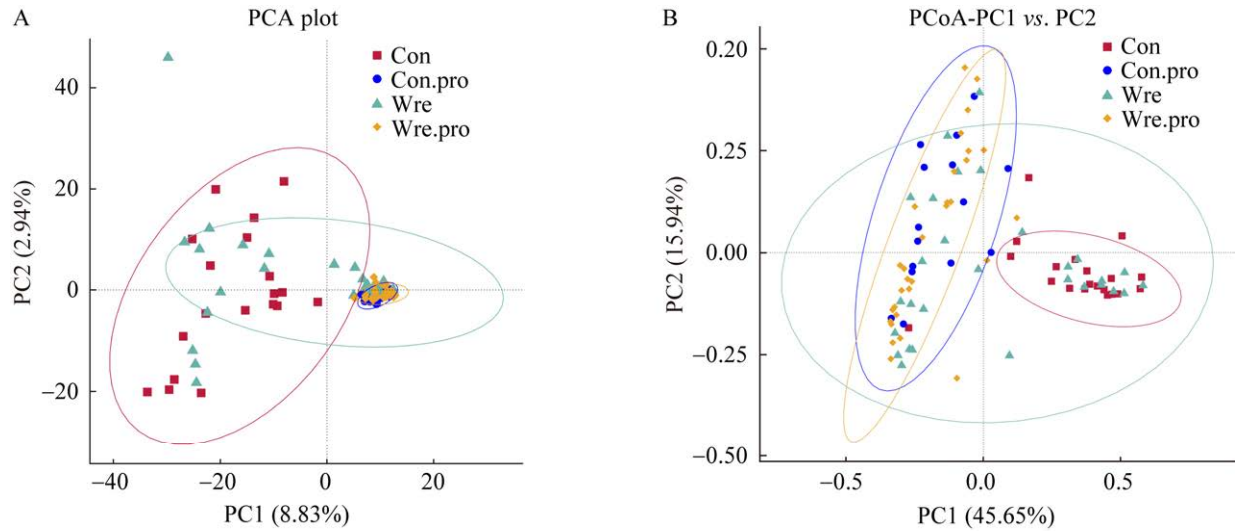 A
PCA plot
Con
Con.pro
Wre
Wre.pro
40
20
0
−20
PC2 (2.94%)
−40
−20
0
20
PC1 (8.83%)
B
PCoA-PC1 vs. PC2
Con
Con.pro
Wre
Wre.pro
0.20
0.25
0.00
−0.25
−0.50
PC2 (15.94%)
−0.5
0.0
0.5
PC1 (45.65%)